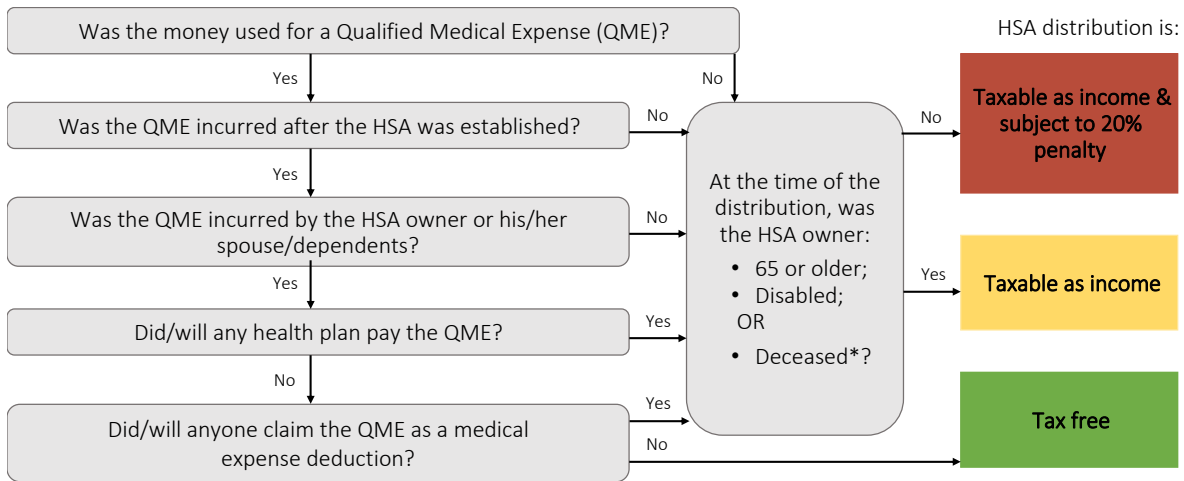 Was the money used for a Qualified Medical Expense (QME)?
HSA distribution is:
Yes
No
Taxable as income &
subject to 20%
penalty
Was the QME incurred after the HSA was established?
No
No
Yes
At the time of the
distribution, was
the HSA owner:
• 65 or older;
• Disabled;
OR
• Deceased*?
Was the QME incurred by the HSA owner or his/her
spouse/dependents?
No
Yes
Yes
Taxable as income
Did/will any health plan pay the QME?
Yes
No
Did/will anyone claim the QME as a medical
expense deduction?
Yes
No
Tax free